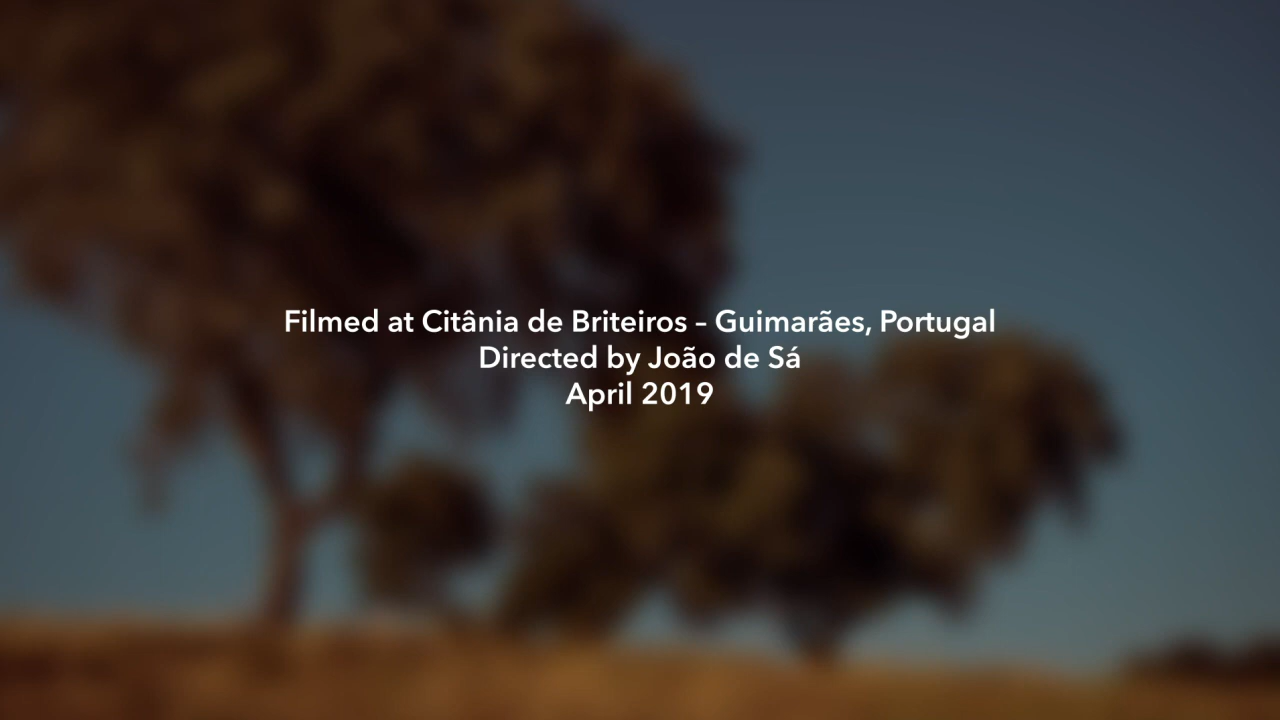 Filmed at Citânia de Briteiros – Guimarães, Portugal
Directed by João de Sá
April 2019